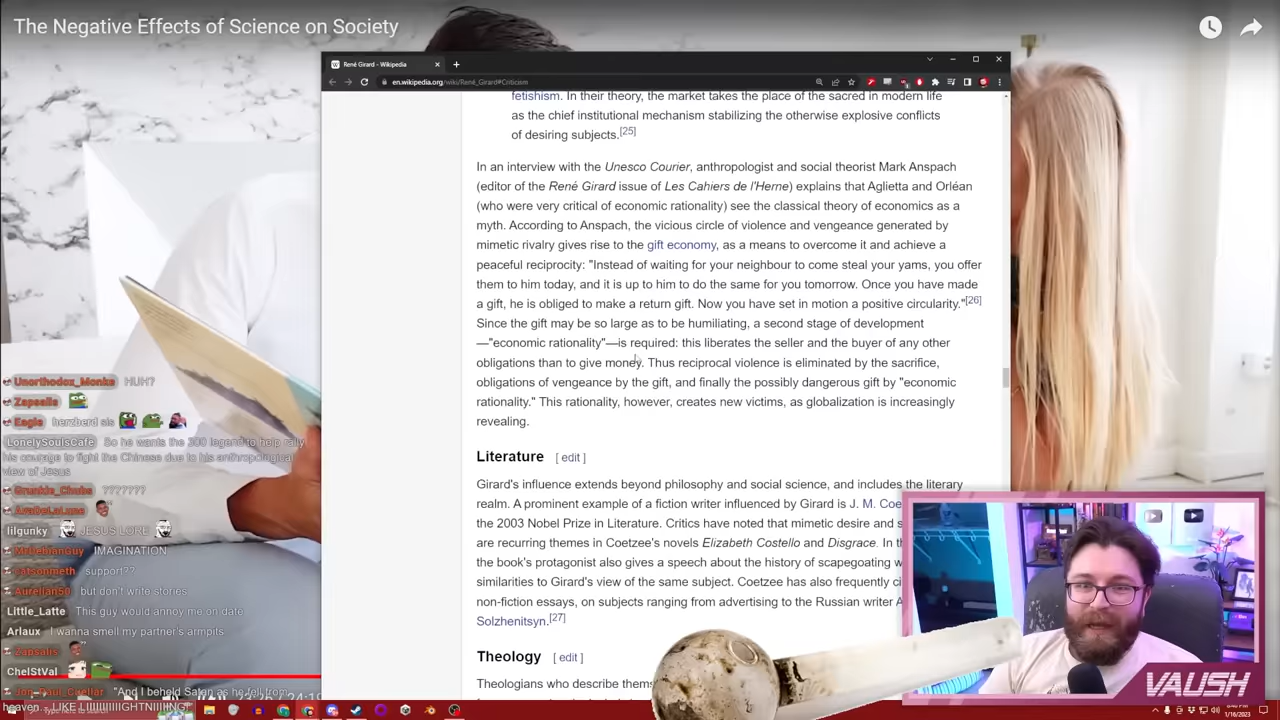 The Negative Effects of Science on Society
René Girard - Wikipedia
en.wikipedia.org/wiki/René_Girard#Criticism
fetishism. In their theory, the market takes the place of the sacred in modern life
as the chief institutional mechanism stabilizing the otherwise explosive conflicts
of desiring subjects.[25]
In an interview with the Unesco Courier, anthropologist and social theorist Mark Anspach
(editor of the René Girard issue of Les Cahiers de l'Herne) explains that Aglietta and Orléan
(who were very critical of economic rationality) see the classical theory of economics as a
myth. According to Anspach, the vicious circle of violence and vengeance generated by
mimetic rivalry gives rise to the gift economy, as a means to overcome it and achieve a
peaceful reciprocity: "Instead of waiting for your neighbour to come steal your yams, you offer
them to him today, and it is up to him to do the same for you tomorrow. Once you have made
a gift, he is obliged to make a return gift. Now you have set in motion a positive circularity."[26]
Since the gift may be so large as to be humiliating, a second stage of development
—"economic rationality"—is required: this liberates the seller and the buyer of any other
obligations than to give money. Thus reciprocal violence is eliminated by the sacrifice,
obligations of vengeance by the gift, and finally the possibly dangerous gift by "economic
rationality." This rationality, however, creates new victims, as globalization is increasingly
revealing.
Literature [ edit ]
Girard's influence extends beyond philosophy and social science, and includes the literary
realm. A prominent example of a fiction writer influenced by Girard is J. M. Coe
the 2003 Nobel Prize in Literature. Critics have noted that mimetic desire and s
are recurring themes in Coetzee's novels Elizabeth Costello and Disgrace. In th
the book's protagonist also gives a speech about the history of scapegoating w
similarities to Girard's view of the same subject. Coetzee has also frequently ci
non-fiction essays, on subjects ranging from advertising to the Russian writer A
Solzhenitsyn.[27]
Theology [ edit ]
Theologians who describe thems
Unorthodox_Monke HUH?
Zapsalis
Eagle herzberd sls
LonelySoulsCafe So he wants the 300 legend to help rally
his courage to fight the Chinese due to his anthropological
view of Jesus
Grunkle_Chubs ???????
lilgunky JESUS LORE
IMAGINATION
support??
Aurelian50 but don't write stories
Little_Latte This guy would annoy me on date
Arlaux I wanna smell my partner's armpits
Zapsalis
ChelStVal
Jon_Paul_Cuellar "And I beheld Satan as he fell from
heaven... LIKE LIIIIIIIIIGHTNIIIIING!"
24:19
VAUSH
1/16/2023